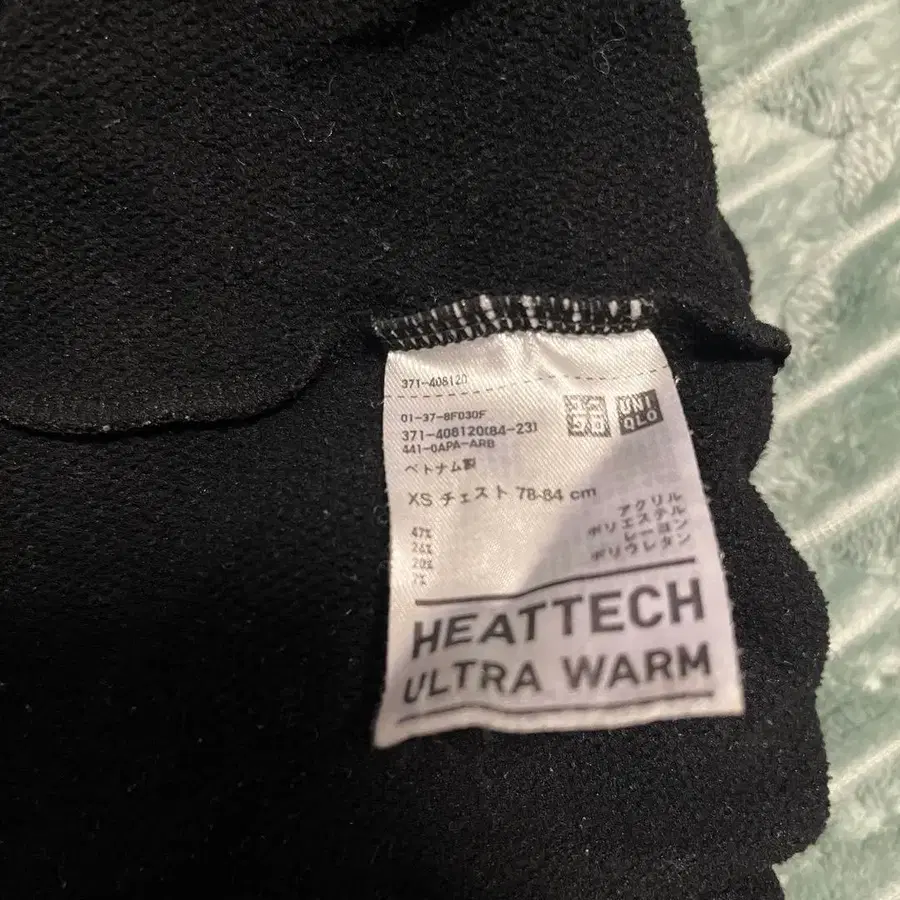 371-408120
01-37-8F030F
371-408120(84-23)
441-0APA-ARB
ユニクロ
UNIQLO
ベトナム製
XS チェスト 78-84 cm
47% アクリル
26% ポリエステル
20% レーヨン
7% ポリウレタン
HEATTECH
ULTRA WARM